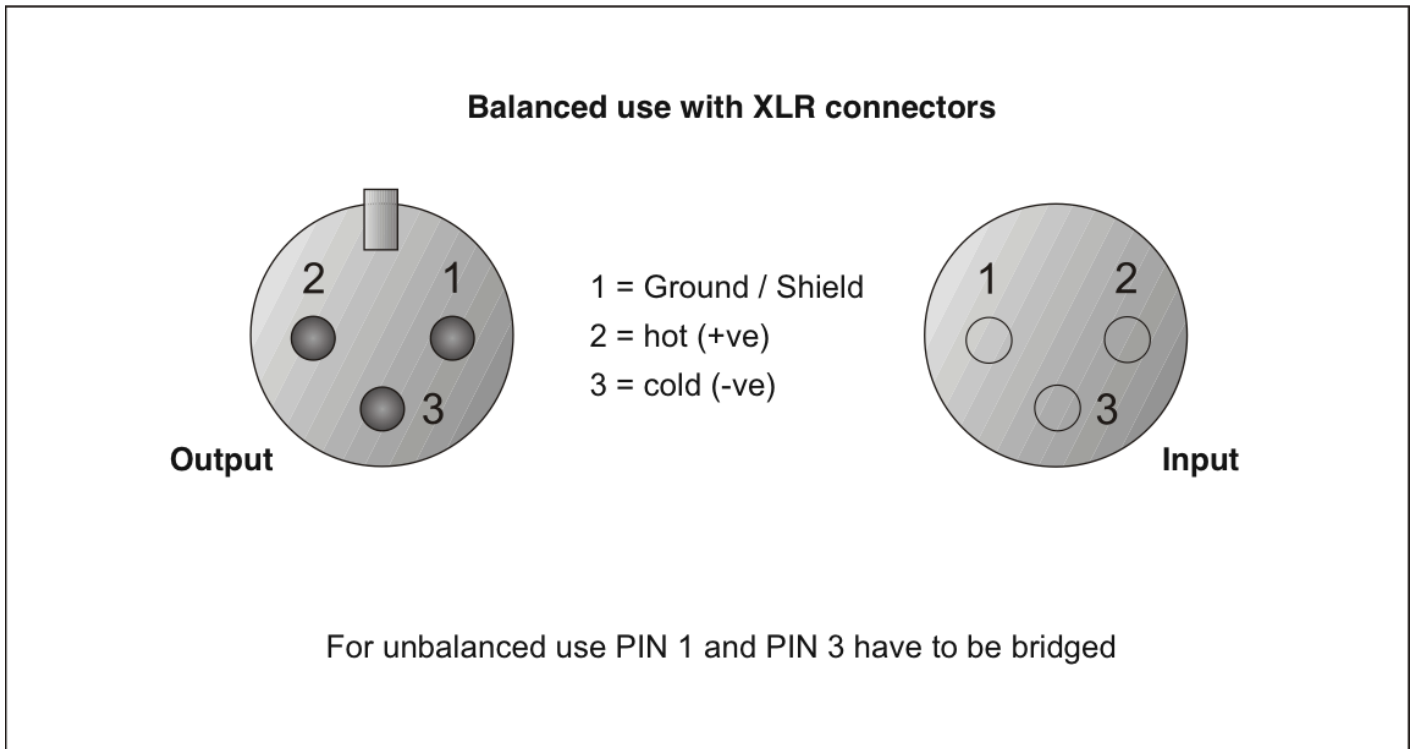 Balanced use with XLR connectors
2 1
3
Output
1 = Ground / Shield
2 = hot (+ve)
3 = cold (-ve)
1 2
3
Input
For unbalanced use PIN 1 and PIN 3 have to be bridged